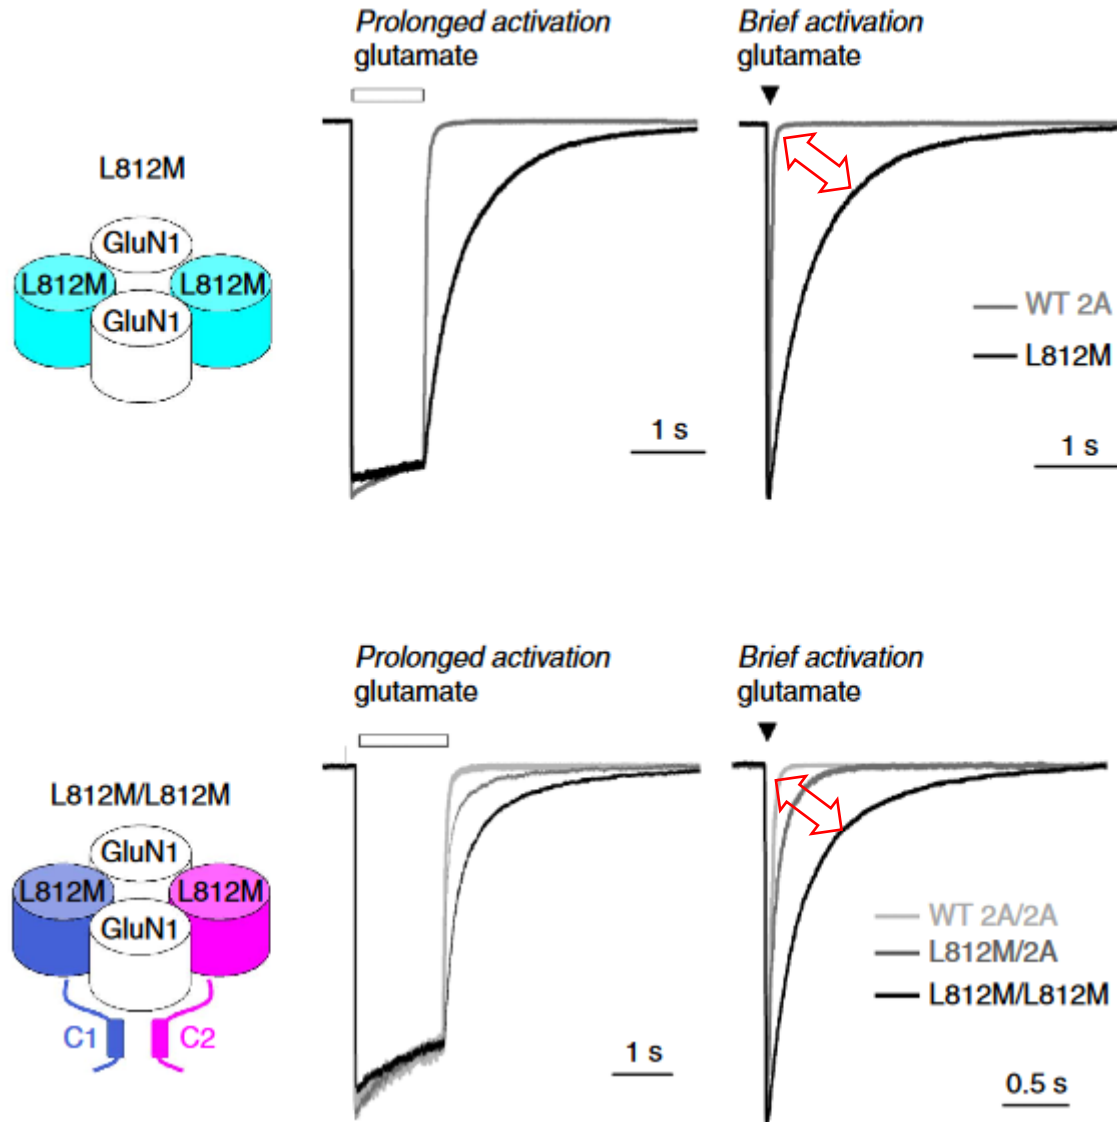 Prolonged activation
glutamate
Brief activation
glutamate
L812M
GluN1
L812M
L812M
GluN1
WT 2A
L812M
1 s
1 s
Prolonged activation
glutamate
Brief activation
glutamate
L812M/L812M
GluN1
L812M
L812M
GluN1
C1
C2
WT 2A/2A
L812M/2A
L812M/L812M
1 s
0.5 s